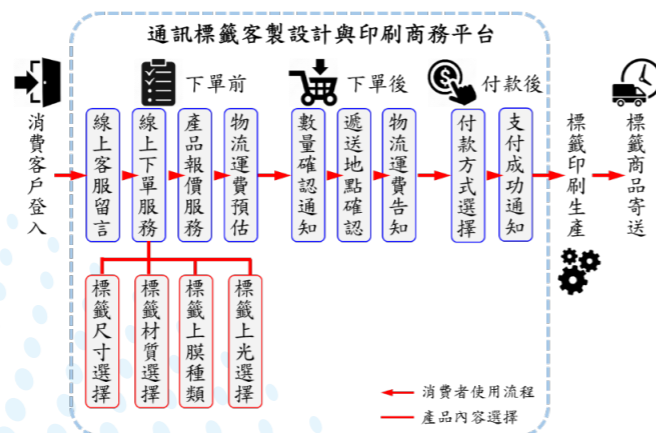 通訊標籤客製設計與印刷商務平台
下單前
下單後
付款後
消費客戶登入
線上客服留言
線上下單服務
產品報價服務
物流運費預估
數量確認通知
遞送地點確認
物流運費告知
付款方式選擇
支付成功通知
標籤印刷生產
標籤商品寄送
標籤尺寸選擇
標籤材質選擇
標籤上膜種類
標籤上光選擇
消費者使用流程
產品內容選擇